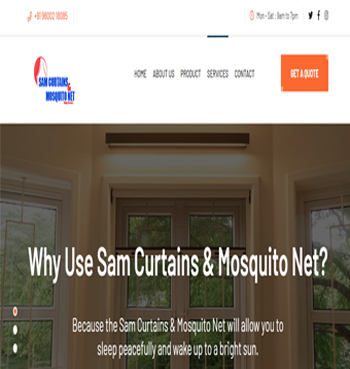 +91 96002 18085
Mon - Sat : 9am to 7pm
SAM CURTAINS
& MOSQUITO NET
HOME ABOUT US PRODUCT SERVICES CONTACT
GET A QUOTE
Why Use Sam Curtains & Mosquito Net?
Because the Sam Curtains & Mosquito Net will allow you to
sleep peacefully and wake up to a bright sun.